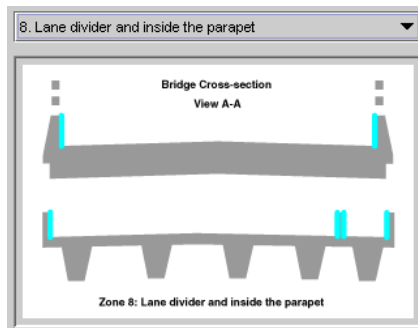 8. Lane divider and inside the parapet
Bridge Cross-section
View A-A
Zone 8: Lane divider and inside the parapet